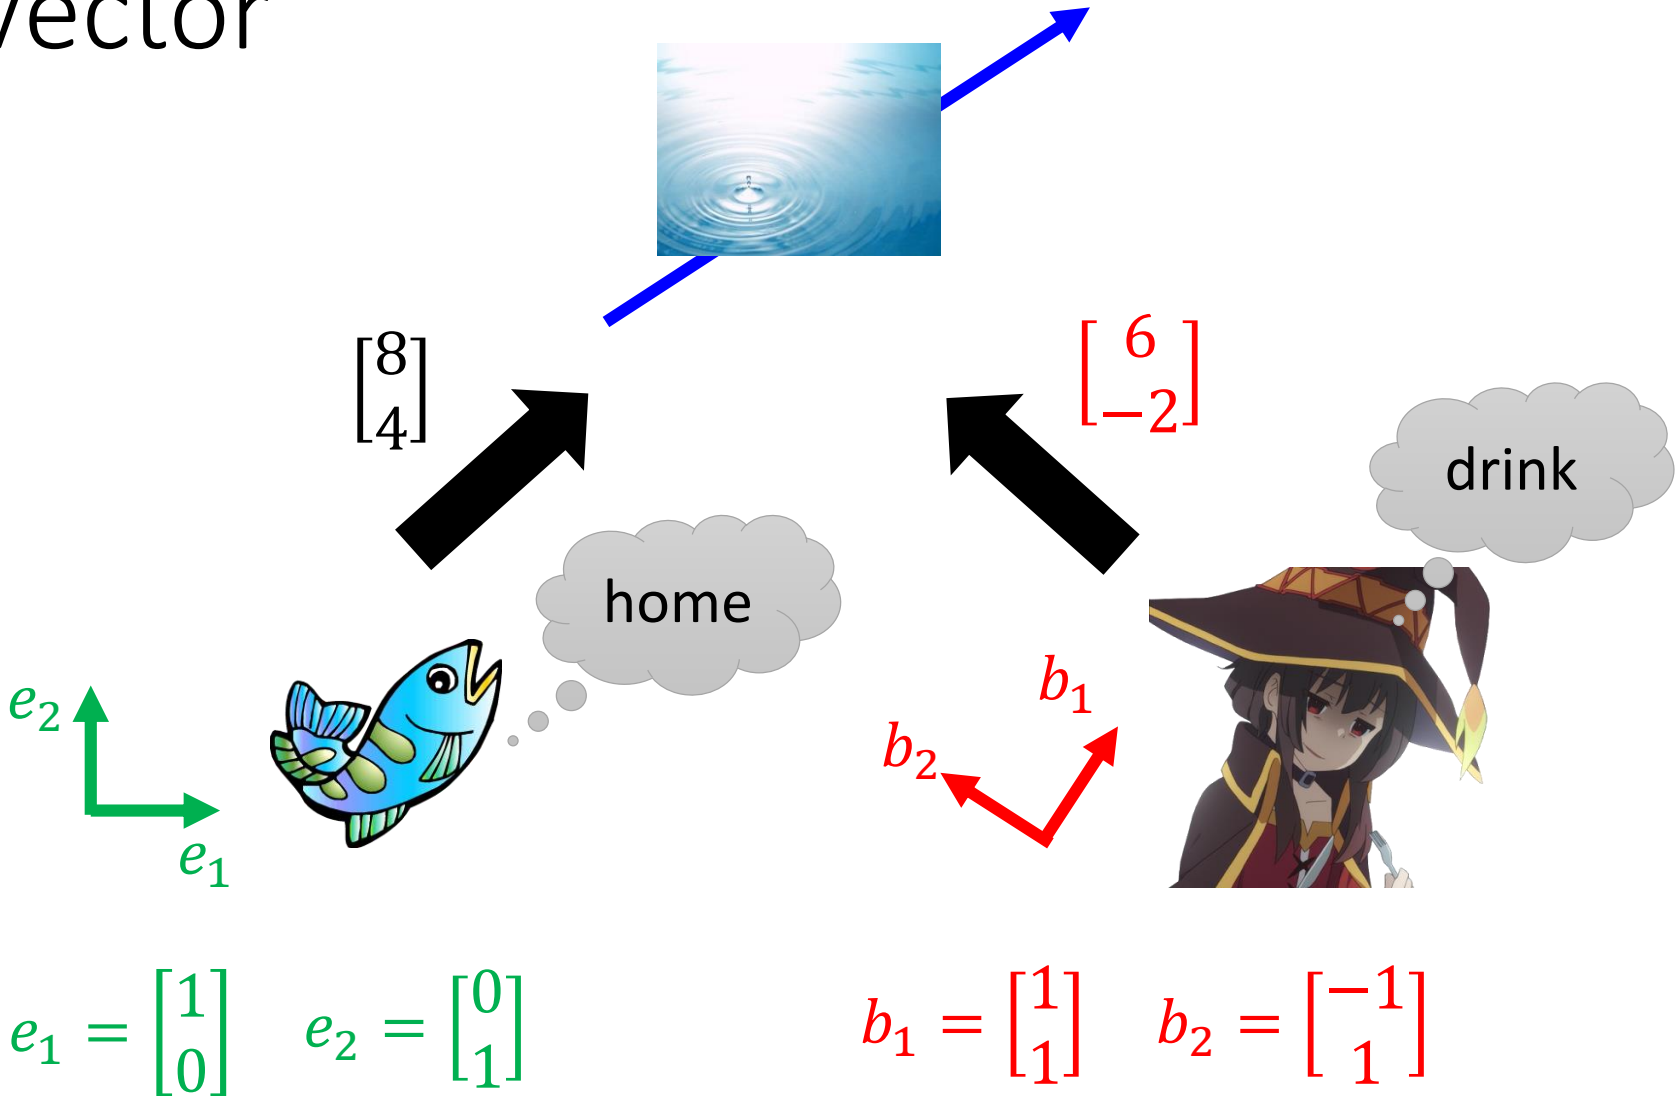 vector
[8
4]
[6
−2]
drink
home
e₂
e₁
b₁
b₂
e₁ = [1
0]
e₂ = [0
1]
b₁ = [1
1]
b₂ = [−1
1]